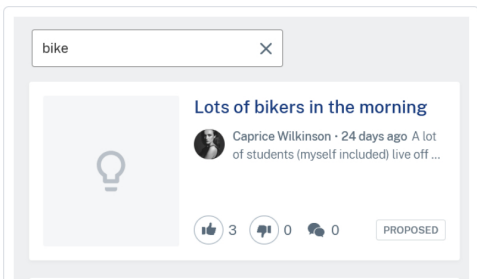 bike
Lots of bikers in the morning
Caprice Wilkinson • 24 days ago A lot
of students (myself included) live off ...
3 0 0 PROPOSED